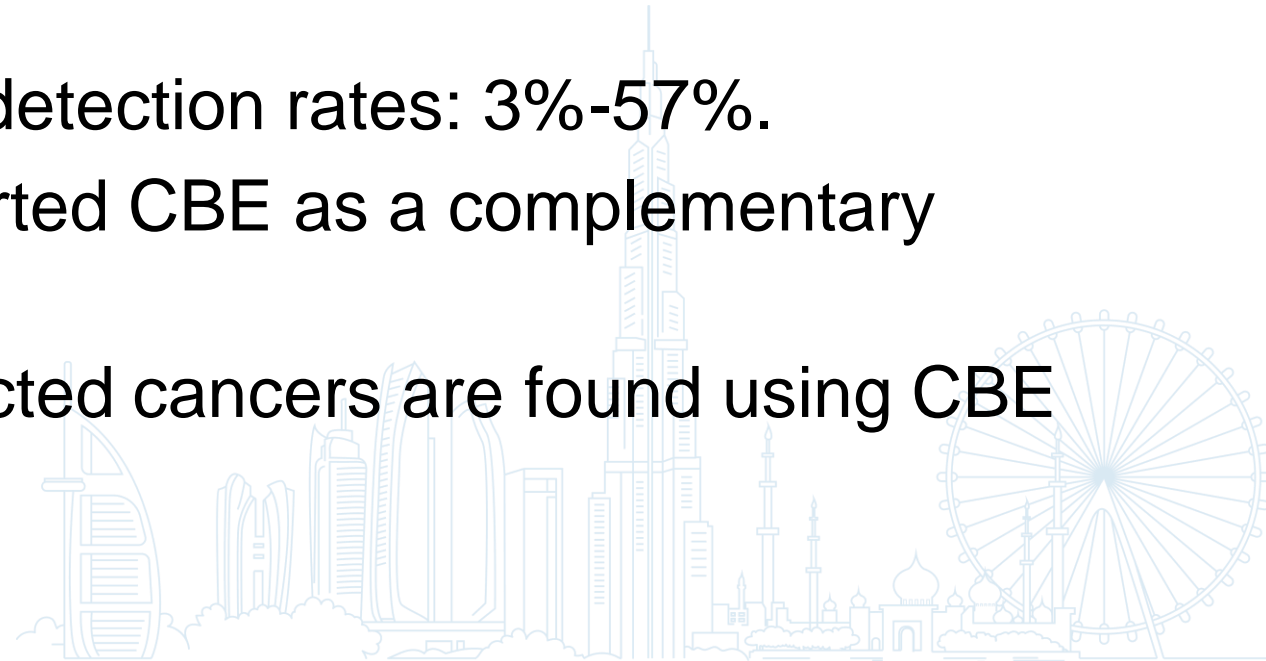 detection rates: 3%-57%.
rted CBE as a complementary
cted cancers are found using CBE